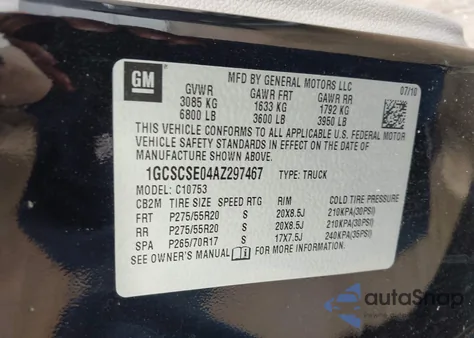 GM
MFD BY GENERAL MOTORS LLC
07/10
GVWR GAWR FRT GAWR RR
3085 KG 1633 KG 1792 KG
6800 LB 3600 LB 3950 LB
THIS VEHICLE CONFORMS TO ALL APPLICABLE U.S. FEDERAL MOTOR
VEHICLE SAFETY STANDARDS IN EFFECT ON THE DATE OF
MANUFACTURE SHOWN ABOVE.
1GCSCSE04AZ297467 TYPE: TRUCK
MODEL: C10753
CB2M TIRE SIZE SPEED RTG RIM COLD TIRE PRESSURE
FRT P275/55R20 S 20X8.5J 210KPA(30PSI)
RR P275/55R20 S 20X8.5J 210KPA(30PSI)
SPA P265/70R17 S 17X7.5J 240KPA(35PSI)
SEE OWNER'S MANUAL FOR MORE INFORMATION.
autoSnap